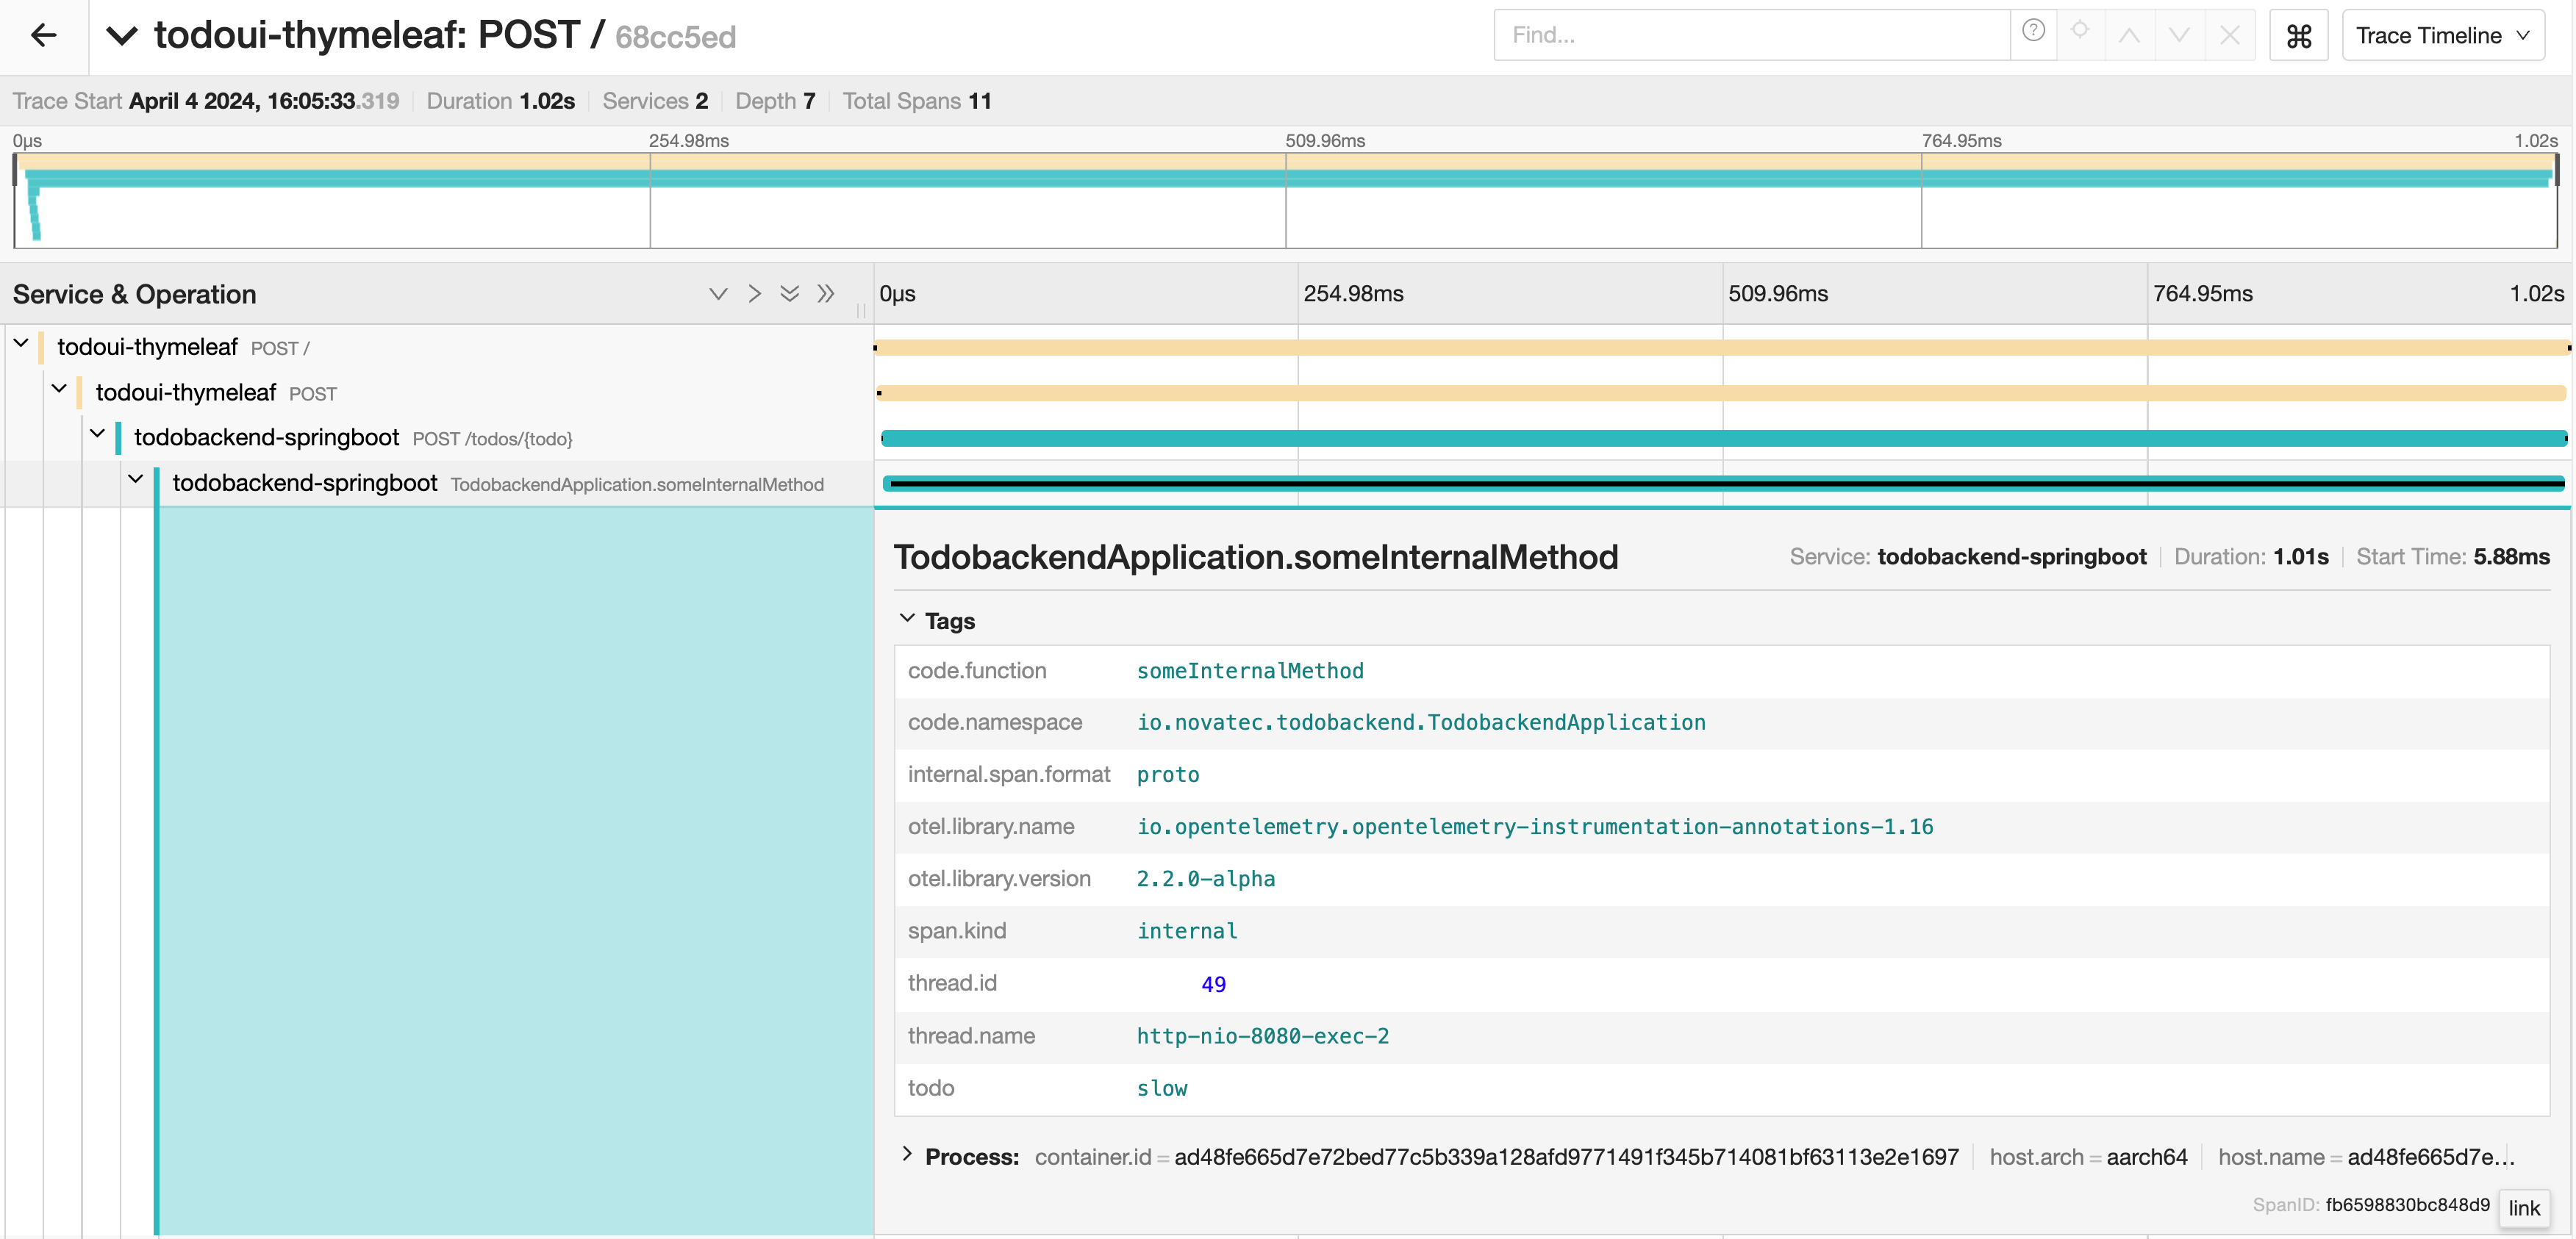 todoui-thymeleaf: POST / 68cc5ed
Find...
Trace Timeline
Trace Start April 4 2024, 16:05:33.319 Duration 1.02s Services 2 Depth 7 Total Spans 11
0μs 254.98ms 509.96ms 764.95ms 1.02s
Service & Operation 0μs 254.98ms 509.96ms 764.95ms 1.02s
todoui-thymeleaf POST /
todoui-thymeleaf POST
todobackend-springboot POST /todos/{todo}
todobackend-springboot TodobackendApplication.someInternalMethod
TodobackendApplication.someInternalMethod Service: todobackend-springboot Duration: 1.01s Start Time: 5.88ms
Tags
code.function someInternalMethod
code.namespace io.novatec.todobackend.TodobackendApplication
internal.span.format proto
otel.library.name io.opentelemetry.opentelemetry-instrumentation-annotations-1.16
otel.library.version 2.2.0-alpha
span.kind internal
thread.id 49
thread.name http-nio-8080-exec-2
todo slow
Process: container.id = ad48fe665d7e72bed77c5b339a128afd9771491f345b714081bf63113e2e1697 host.arch = aarch64 host.name = ad48fe665d7e...
SpanID: fb6598830bc848d9 link